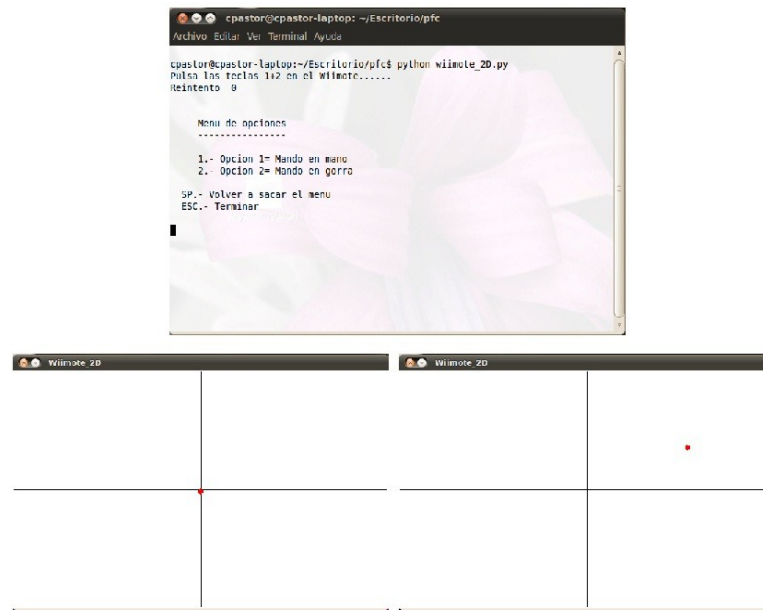 cpastor@cpastor-laptop: ~/Escritorio/pfc
Archivo Editar Ver Terminal Ayuda
cpastor@cpastor-laptop:~/Escritorio/pfc$ python wiimote_2D.py
Pulsa las teclas 1+2 en el Wiimote......
Reintento 0
Menu de opciones
----------------
1.- Opcion 1= Mando en mano
2.- Opcion 2= Mando en gorra
SP.- Volver a sacar el menu
ESC.- Terminar
Wiimote_2D
Wiimote_2D